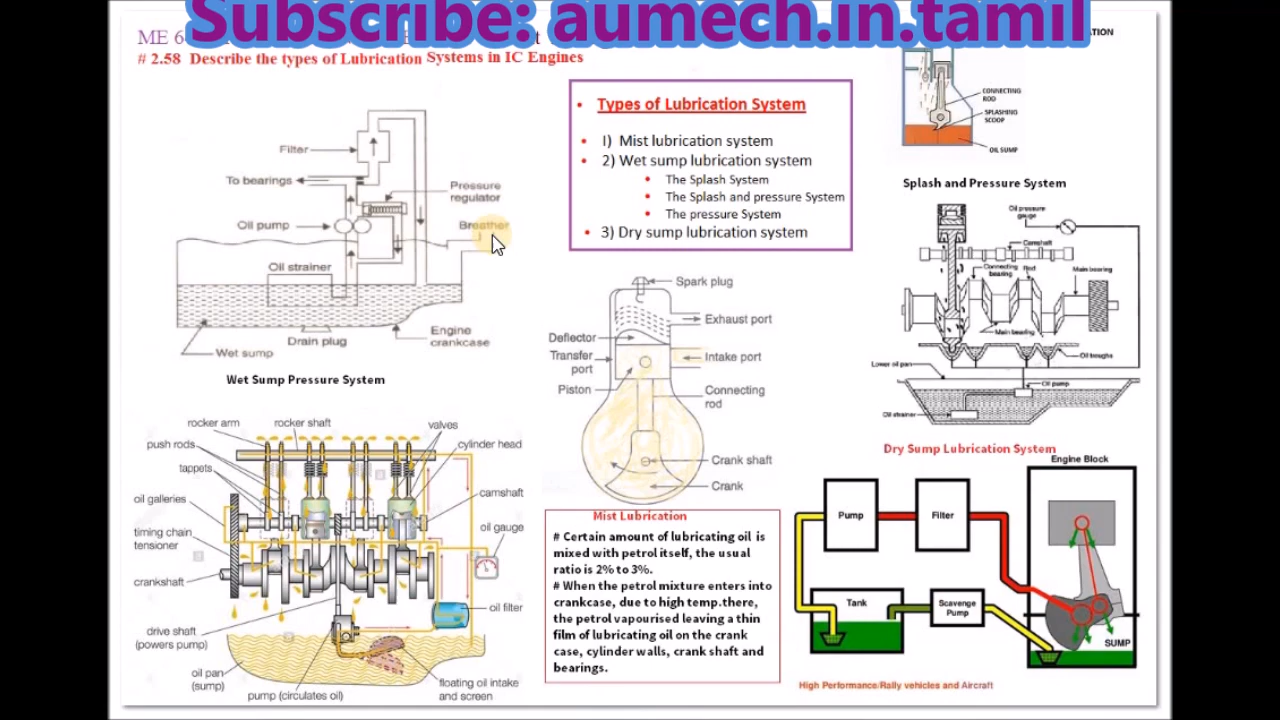 Subscribe: aumech.in.tamil
ME 6
# 2.58 Describe the types of Lubrication Systems in IC Engines
Filter
To bearings
Pressure
regulator
Oil pump
Breather
Oil strainer
Drain plug
Engine
crankcase
Wet sump
Wet Sump Pressure System
• Types of Lubrication System
• 1) Mist lubrication system
• 2) Wet sump lubrication system
• The Splash System
• The Splash and pressure System
• The pressure System
• 3) Dry sump lubrication system
CONNECTING
ROD
SPLASHING
SCOOP
OIL SUMP
Splash and Pressure System
Oil pressure
gauge
Camshaft
Connecting Rod
bearing
Main bearing
Main bearing
Oil troughs
Lower oil pan
Oil pump
Oil strainer
Spark plug
Exhaust port
Deflector
Transfer
port
Intake port
Piston
Connecting
rod
Crank shaft
Crank
rocker arm
rocker shaft
valves
push rods
cylinder head
tappets
oil galleries
camshaft
timing chain
tensioner
oil gauge
crankshaft
oil filter
drive shaft
(powers pump)
oil pan
(sump)
pump (circulates oil)
floating oil intake
and screen
Mist Lubrication
# Certain amount of lubricating oil is
mixed with petrol itself, the usual
ratio is 2% to 3%.
# When the petrol mixture enters into
crankcase, due to high temp.there,
the petrol vapourised leaving a thin
film of lubricating oil on the crank
case, cylinder walls, crank shaft and
bearings.
Dry Sump Lubrication System
Engine Block
Pump
Filter
Tank
Scavenge
Pump
SUMP
High Performance/Rally vehicles and Aircraft